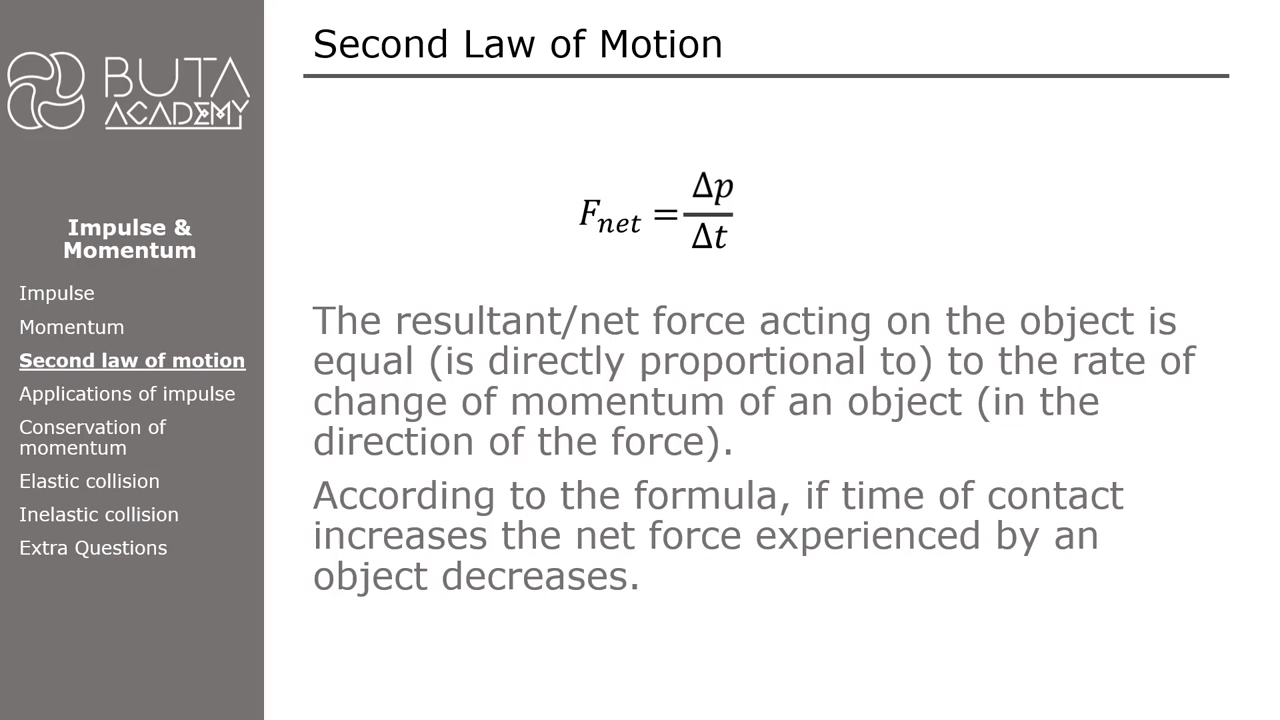 BUTA
ACADEMY
Impulse &
Momentum
Impulse
Momentum
Second law of motion
Applications of impulse
Conservation of
momentum
Elastic collision
Inelastic collision
Extra Questions
Second Law of Motion
F_net = Δp/Δt
The resultant/net force acting on the object is
equal (is directly proportional to) to the rate of
change of momentum of an object (in the
direction of the force).
According to the formula, if time of contact
increases the net force experienced by an
object decreases.